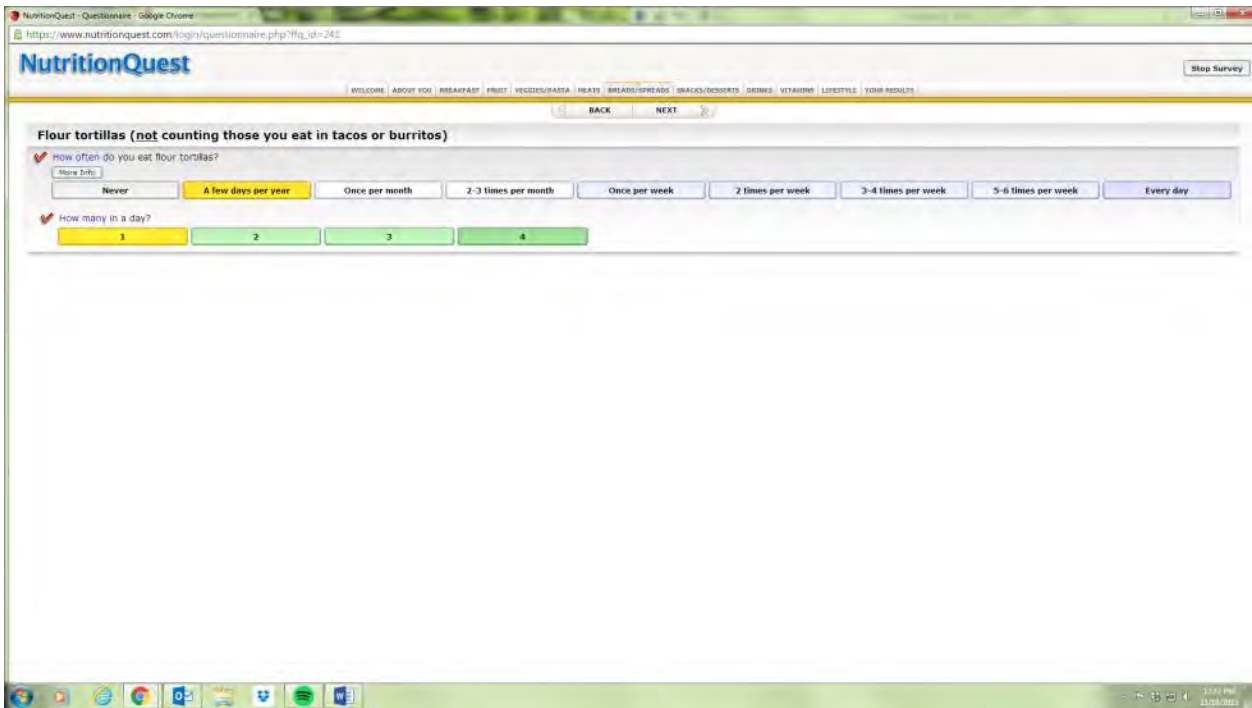 NutritionQuest - Questionnaire - Google Chrome
https://www.nutritionquest.com/login/questionnaire.php?ffq_id=241
NutritionQuest
Stop Survey
WELCOME ABOUT YOU BREAKFAST FRUIT VEGGIES/PASTA MEATS BREADS/SPREADS SNACKS/DESSERTS DRINKS VITAMINS LIFESTYLE YOUR RESULTS
BACK NEXT
Flour tortillas (not counting those you eat in tacos or burritos)
How often do you eat flour tortillas?
More Info
Never A few days per year Once per month 2-3 times per month Once per week 2 times per week 3-4 times per week 5-6 times per week Every day
How many in a day?
1 2 3 4